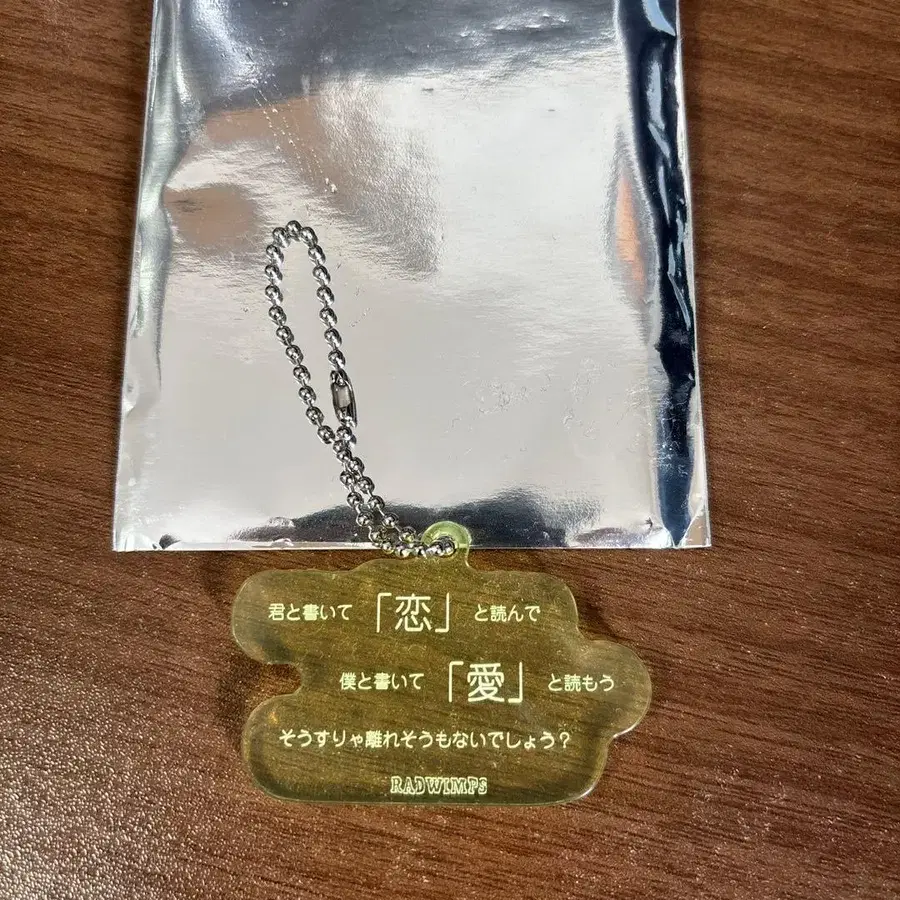 君と書いて「恋」と読んで
僕と書いて「愛」と読もう
そうすりゃ離れそうもないでしょう?
RADWIMPS